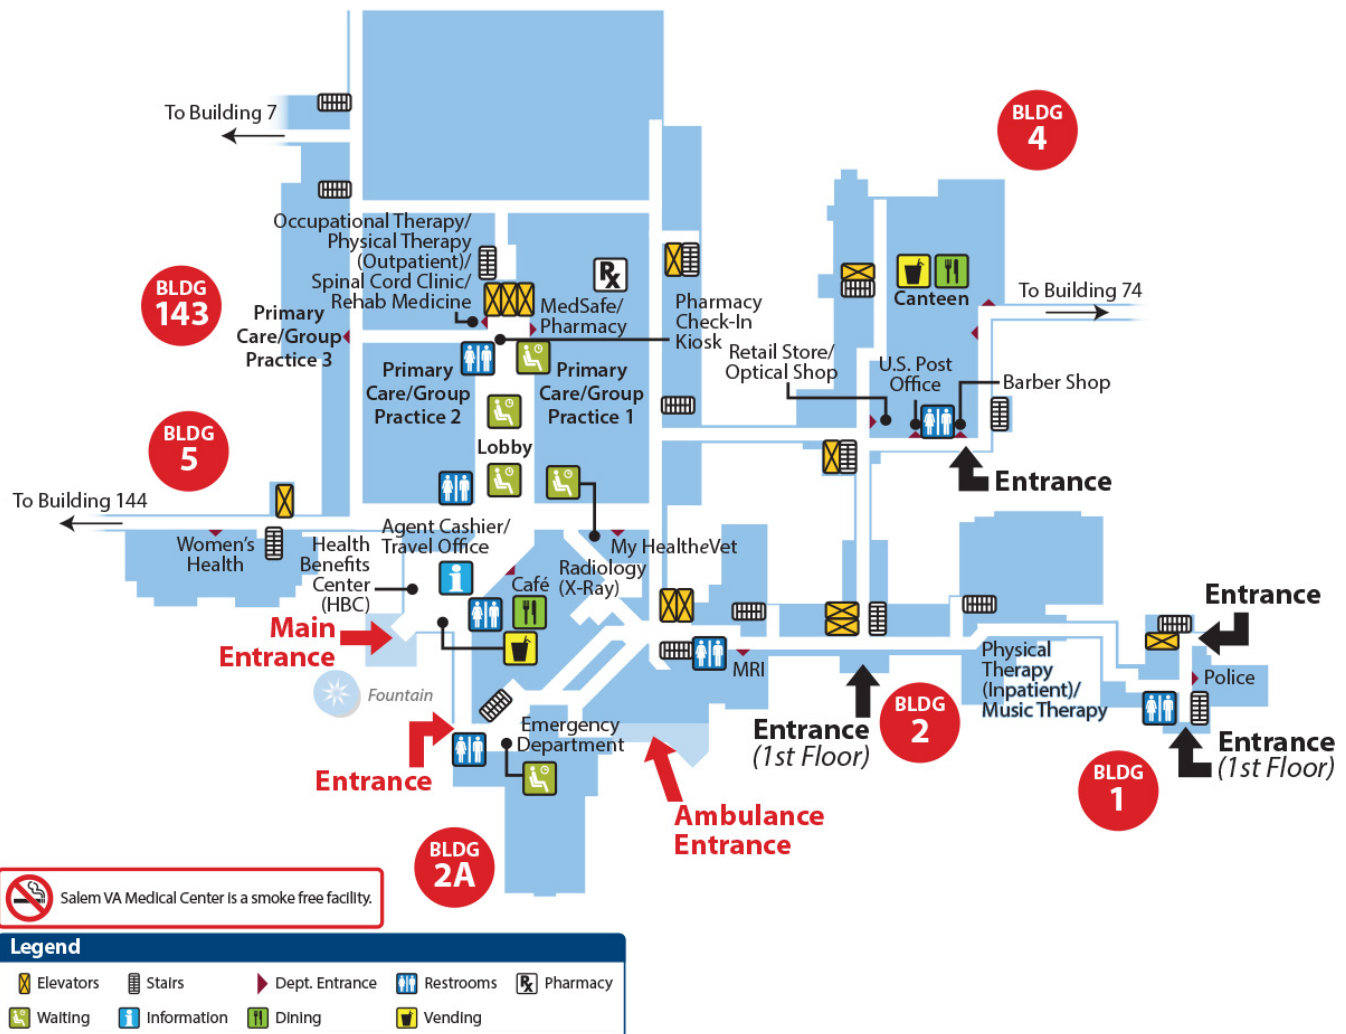 To Building 7
BLDG
4
Occupational Therapy/
Physical Therapy
(Outpatient)/
Spinal Cord Clinic/
Rehab Medicine
Rx
Canteen
To Building 74
BLDG
143
Primary
Care/Group
Practice 3
MedSafe/
Pharmacy
Pharmacy
Check-In
Kiosk
Retail Store/
Optical Shop
U.S. Post
Office
Barber Shop
Primary
Care/Group
Practice 2
Primary
Care/Group
Practice 1
BLDG
5
Lobby
Entrance
To Building 144
Women's
Health
Health
Benefits
Center
(HBC)
Agent Cashier/
Travel Office
i
Café
My HealtheVet
Radiology
(X-Ray)
Main
Entrance
Fountain
MRI
Physical
Therapy
(Inpatient)/
Music Therapy
Entrance
Police
Entrance
(1st Floor)
BLDG
2
Entrance
(1st Floor)
BLDG
1
Emergency
Department
Entrance
Ambulance
Entrance
BLDG
2A
Salem VA Medical Center is a smoke free facility.
Legend
Elevators
Stairs
Dept. Entrance
Restrooms
Rx
Pharmacy
Waiting
i
Information
Dining
Vending